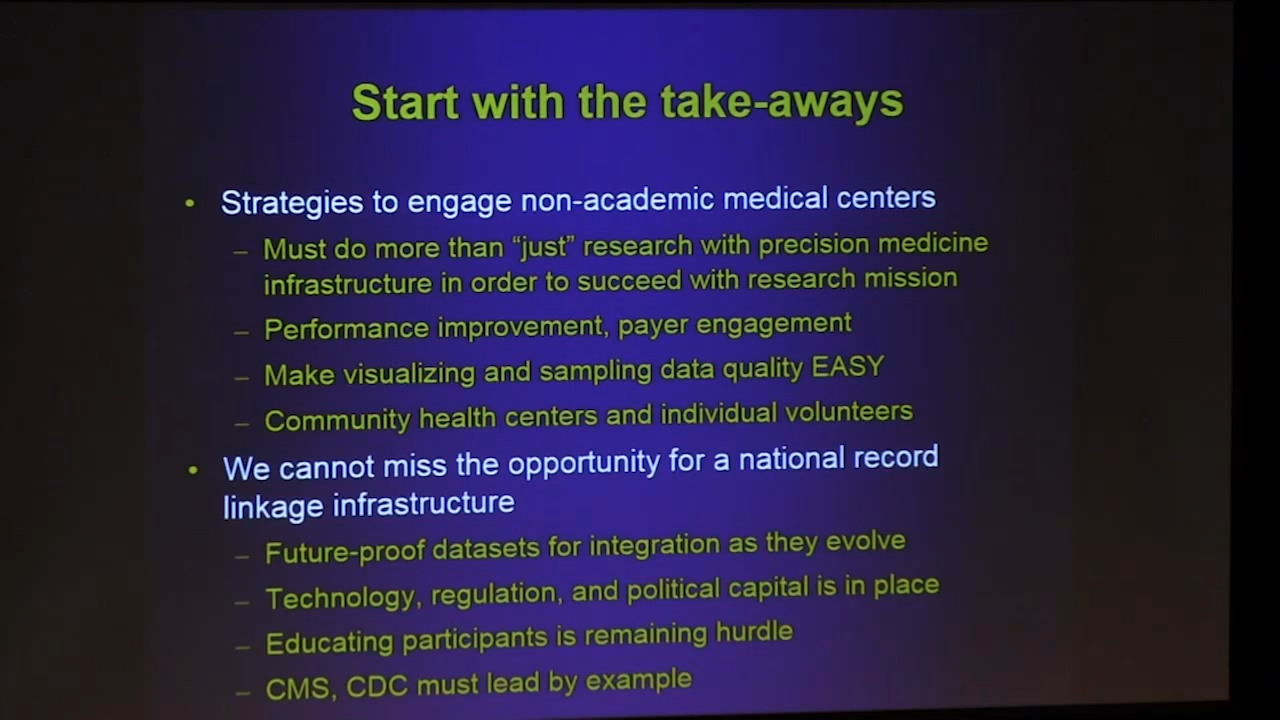 Start with the take-aways
• Strategies to engage non-academic medical centers
– Must do more than “just” research with precision medicine
infrastructure in order to succeed with research mission
– Performance improvement, payer engagement
– Make visualizing and sampling data quality EASY
– Community health centers and individual volunteers
• We cannot miss the opportunity for a national record
linkage infrastructure
– Future-proof datasets for integration as they evolve
– Technology, regulation, and political capital is in place
– Educating participants is remaining hurdle
– CMS, CDC must lead by example